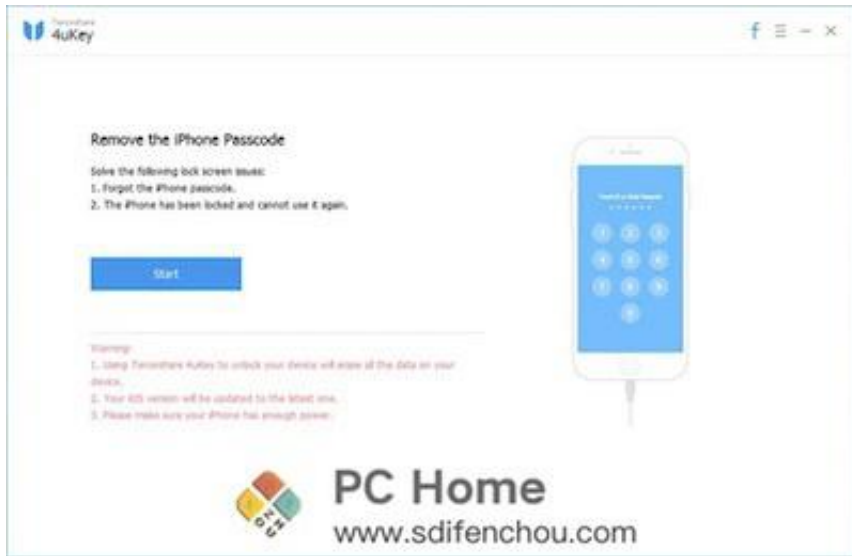 Tenorshare
4uKey
Remove the iPhone Passcode
Solve the following lock screen issues:
1. Forgot the iPhone passcode.
2. The iPhone has been locked and cannot use it again.
Start
Warning:
1. Using Tenorshare 4uKey to unlock your device will erase all the data on your
device.
2. Your iOS version will be updated to the latest one.
3. Please make sure your iPhone has enough power.
PC Home
www.sdifenchou.com